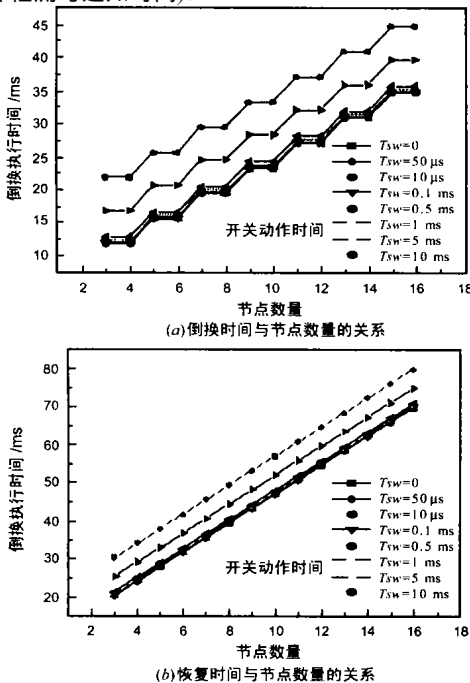 倒换执行时间/ms
45
40
35
30
25
20
15
10
Tsw=0
Tsw=50 μs
Tsw=10 μs
Tsw=0.1 ms
Tsw=0.5 ms
Tsw=1 ms
Tsw=5 ms
Tsw=10 ms
开关动作时间
2 4 6 8 10 12 14 16 18
节点数量
(a)倒换时间与节点数量的关系
倒换执行时间/ms
80
70
60
50
40
30
20
Tsw=0
Tsw=50 μs
Tsw=10 μs
Tsw=0.1 ms
Tsw=0.5 ms
Tsw=1 ms
Tsw=5 ms
Tsw=10 ms
开关动作时间
2 4 6 8 10 12 14 16 18
节点数量
(b)恢复时间与节点数量的关系